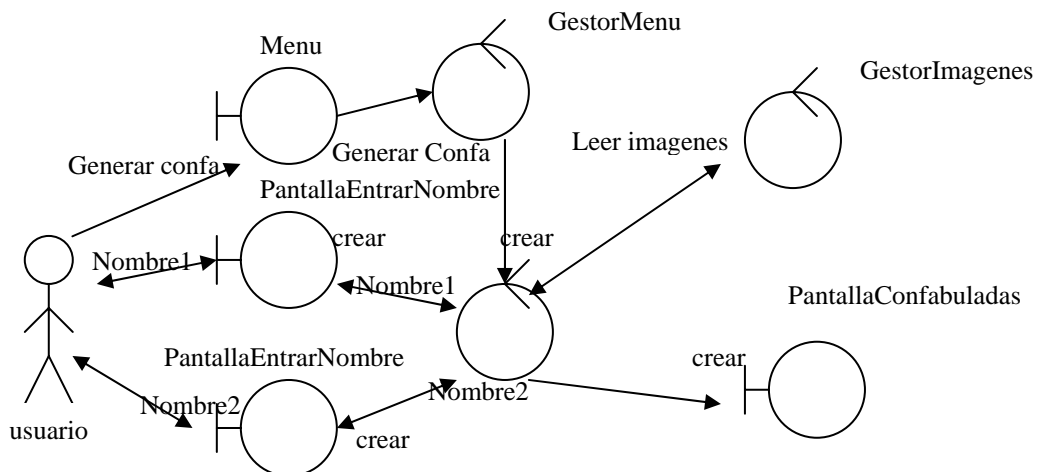 GestorMenu
Menu
GestorImagenes
Leer imagenes
Generar Confa
Generar confa
PantallaEntrarNombre
crear
crear
Nombre1
Nombre1
PantallaConfabuladas
PantallaEntrarNombre
crear
Nombre2
Nombre2
usuario
crear